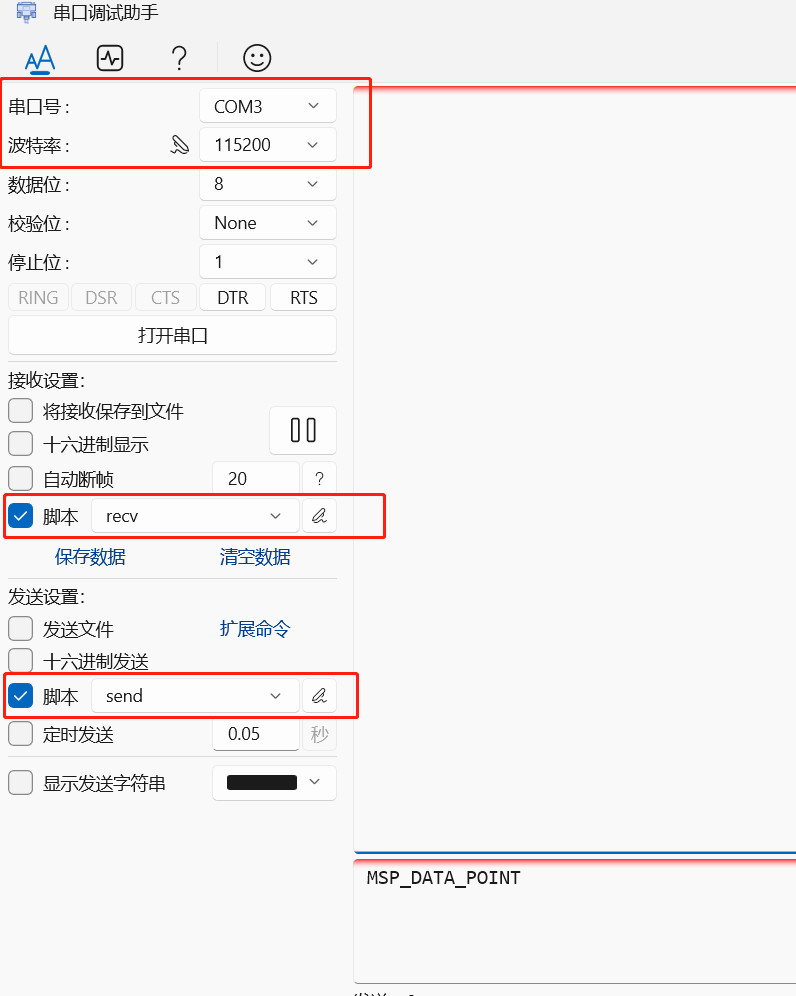 串口调试助手
串口号: COM3
波特率: 115200
数据位: 8
校验位: None
停止位: 1
RING DSR CTS DTR RTS
打开串口
接收设置:
将接收保存到文件
十六进制显示
自动断帧 20 ?
脚本 recv
保存数据 清空数据
发送设置:
发送文件 扩展命令
十六进制发送
脚本 send
定时发送 0.05 秒
显示发送字符串
MSP_DATA_POINT